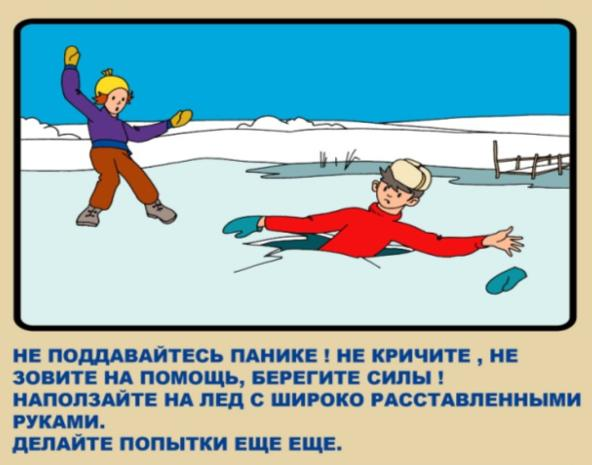 НЕ ПОДДАВАЙТЕСЬ ПАНИКЕ ! НЕ КРИЧИТЕ , НЕ
ЗОВИТЕ НА ПОМОЩЬ, БЕРЕГИТЕ СИЛЫ !
НАПОЛЗАЙТЕ НА ЛЕД С ШИРОКО РАССТАВЛЕННЫМИ
РУКАМИ.
ДЕЛАЙТЕ ПОПЫТКИ ЕЩЕ ЕЩЕ.